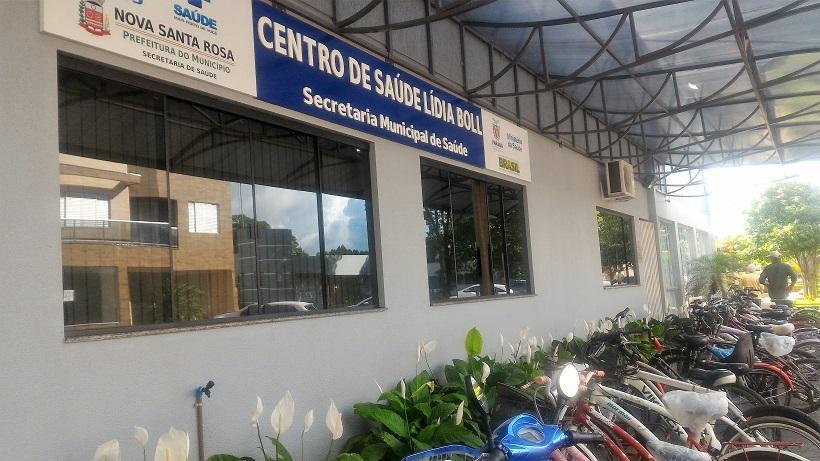 SAÚDE
NOVA SANTA ROSA
PREFEITURA DO MUNICÍPIO
SECRETARIA DE SAÚDE
CENTRO DE SAÚDE LÍDIA BOLL
Secretaria Municipal de Saúde
PARANÁ
Ministério
da Saúde
BRASIL